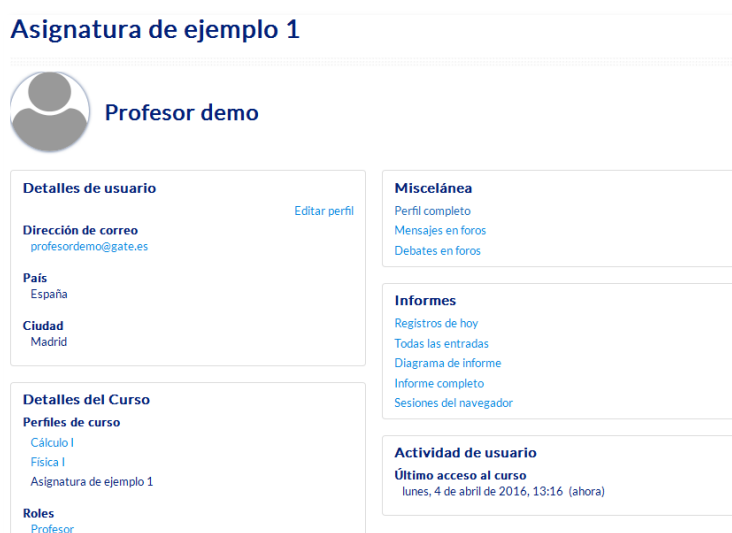 Asignatura de ejemplo 1
Profesor demo
Detalles de usuario
Editar perfil
Dirección de correo
profesordemo@gate.es
País
España
Ciudad
Madrid
Detalles del Curso
Perfiles de curso
Cálculo I
Física I
Asignatura de ejemplo 1
Roles
Profesor
Miscelánea
Perfil completo
Mensajes en foros
Debates en foros
Informes
Registros de hoy
Todas las entradas
Diagrama de informe
Informe completo
Sesiones del navegador
Actividad de usuario
Último acceso al curso
lunes, 4 de abril de 2016, 13:16 (ahora)